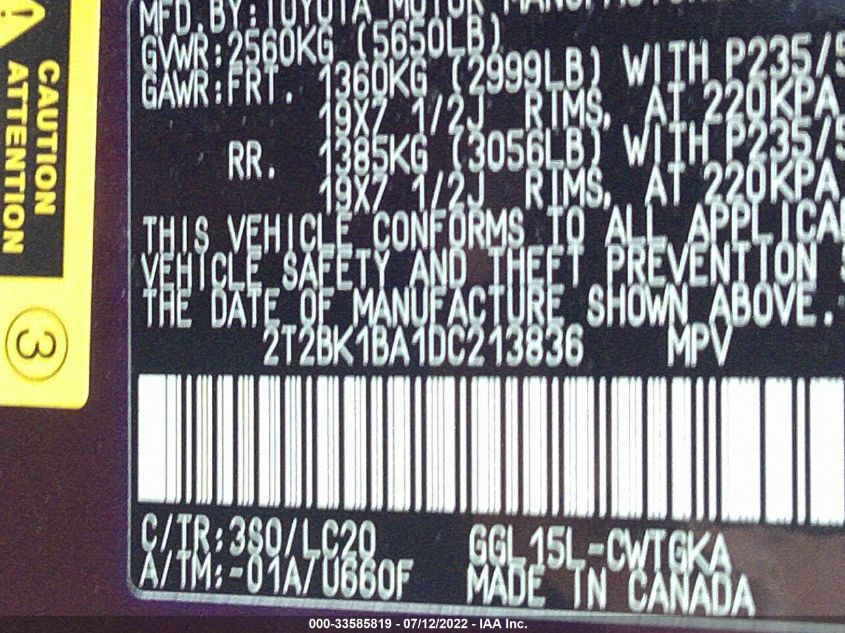 MFD.BY:TOYOTA MOTOR
GVWR:2560KG (5650LB)
GAWR:FRT. 1360KG (2999LB) WITH P235/5
19X7 1/2J RIMS, AT 220KPA
RR. 1385KG (3056LB) WITH P235/5
19X7 1/2J RIMS, AT 220KPA
THIS VEHICLE CONFORMS TO ALL APPLICA
VEHICLE SAFETY AND THEFT PREVENTION S
THE DATE OF MANUFACTURE SHOWN ABOVE.
2T2BK1BA1DC213836 MPV
C/TR:3S0/LC20 GGL15L-CWTGKA
A/TM:-01A/U660F MADE IN CANADA
CAUTION
ATTENTION
3
000-33585819 - 07/12/2022 - IAA Inc.